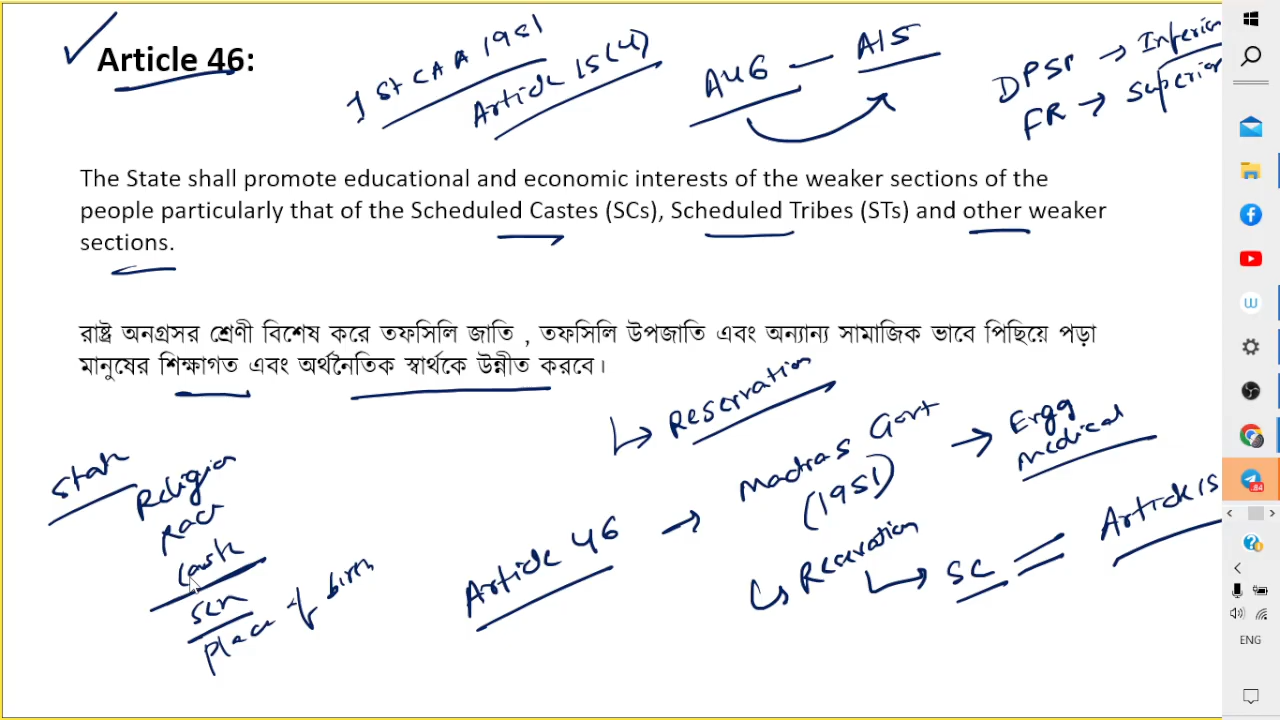 Article 46:
1st CAA 1951
Article 15(4)
A46 — A15
DPSP → Inferior
FR → Superior
The State shall promote educational and economic interests of the weaker sections of the
people particularly that of the Scheduled Castes (SCs), Scheduled Tribes (STs) and other weaker
sections.
রাষ্ট্র অনগ্রসর শ্রেণী বিশেষ করে তফসিলি জাতি , তফসিলি উপজাতি এবং অন্যান্য সামাজিক ভাবে পিছিয়ে পড়া
মানুষের শিক্ষাগত এবং অর্থনৈতিক স্বার্থকে উন্নীত করবে।
Reservation
State
Religion
Race
Caste
Sex
Place of birth
Article 46 → Madras Govt
(1951)
→ Engg
Medical
Reservation
SC = Article 15
ENG